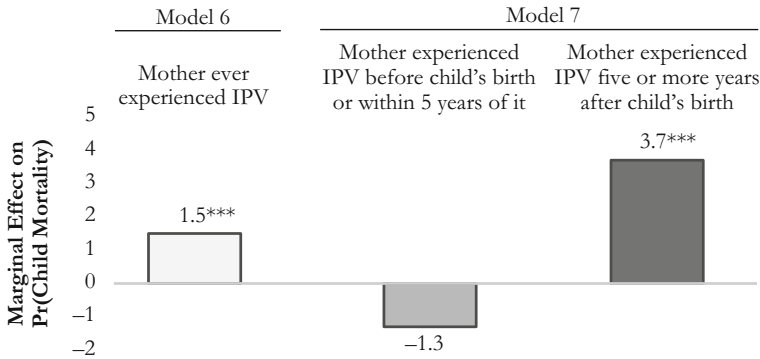 Model 6
Model 7
Mother ever
experienced IPV
Mother experienced
IPV before child's birth
or within 5 years of it
Mother experienced
IPV five or more years
after child's birth
Marginal Effect on
Pr(Child Mortality)
5
4
3
2
1
0
–1
–2
1.5***
–1.3
3.7***